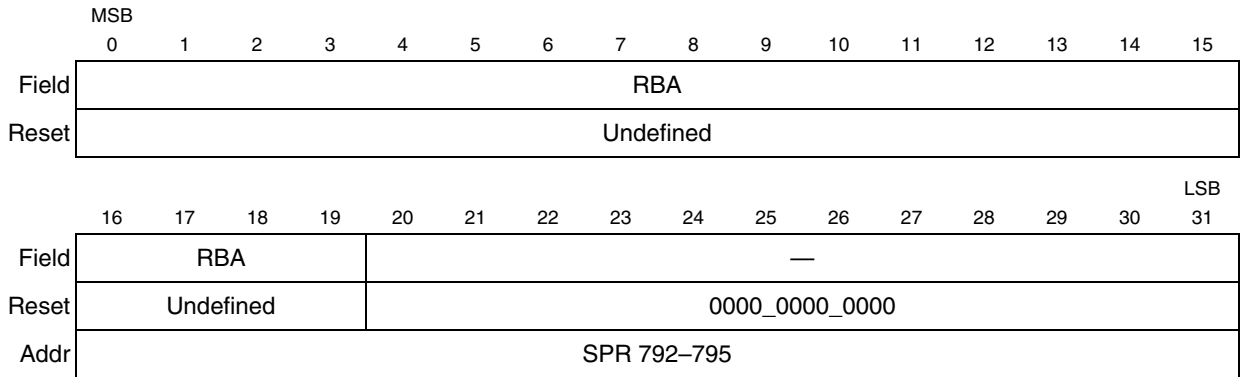 MSB
0 1 2 3 4 5 6 7 8 9 10 11 12 13 14 15
Field RBA
Reset Undefined
LSB
16 17 18 19 20 21 22 23 24 25 26 27 28 29 30 31
Field RBA —
Reset Undefined 0000_0000_0000
Addr SPR 792–795